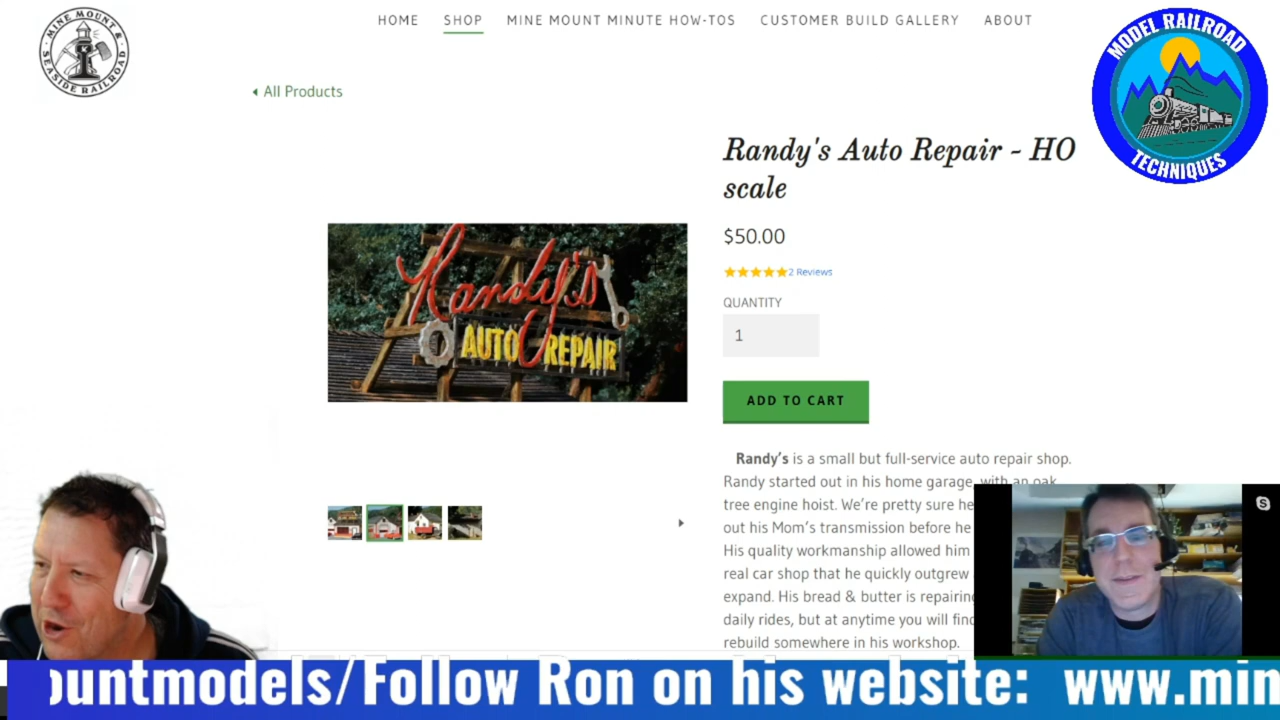 MINE MOUNT &
SEASIDE RAILROAD
HOME SHOP MINE MOUNT MINUTE HOW-TOS CUSTOMER BUILD GALLERY ABOUT
MODEL RAILROAD
TECHNIQUES
All Products
Randy's Auto Repair - HO
scale
$50.00
2 Reviews
QUANTITY
1
ADD TO CART
Randy's
AUTO REPAIR
Randy's is a small but full-service auto repair shop.
Randy started out in his home garage, with an oak
tree engine hoist. We're pretty sure he
out his Mom's transmission before he
His quality workmanship allowed him
real car shop that he quickly outgrew
expand. His bread & butter is repairing
daily rides, but at anytime you will find
rebuild somewhere in his workshop.
ountmodels/Follow Ron on his website: www.min